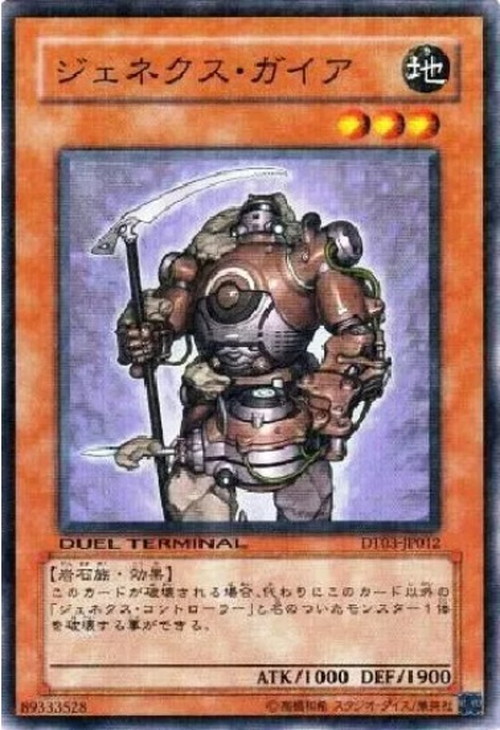 ジェネクス・ガイア 地
DUEL TERMINAL DT03-JP012
【岩石族・効果】
このカードが破壊される場合、代わりにこのカード以外の
「ジェネクス・コントローラー」と名のついたモンスター１体
を破壊する事ができる。
ATK/1000 DEF/1900
89333528 ©高橋和希 スタジオ・ダイス/集英社